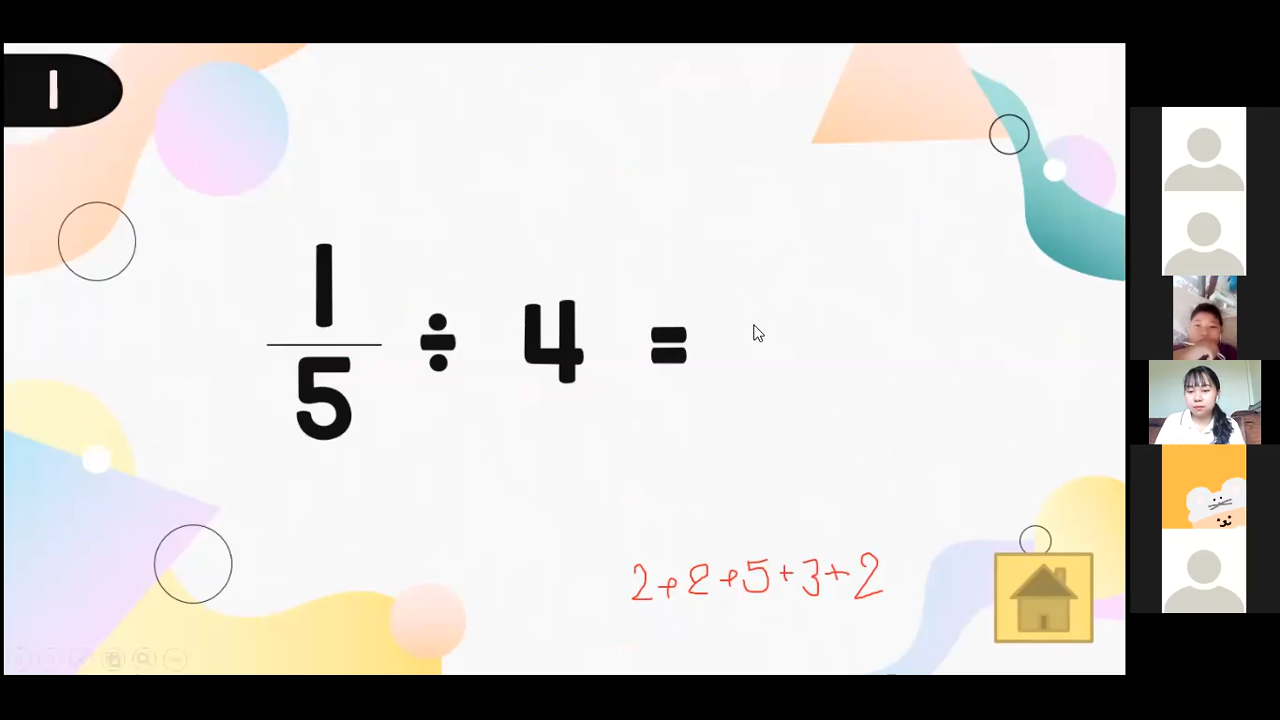 1
1/5 ÷ 4 =
2+2+5+3+2